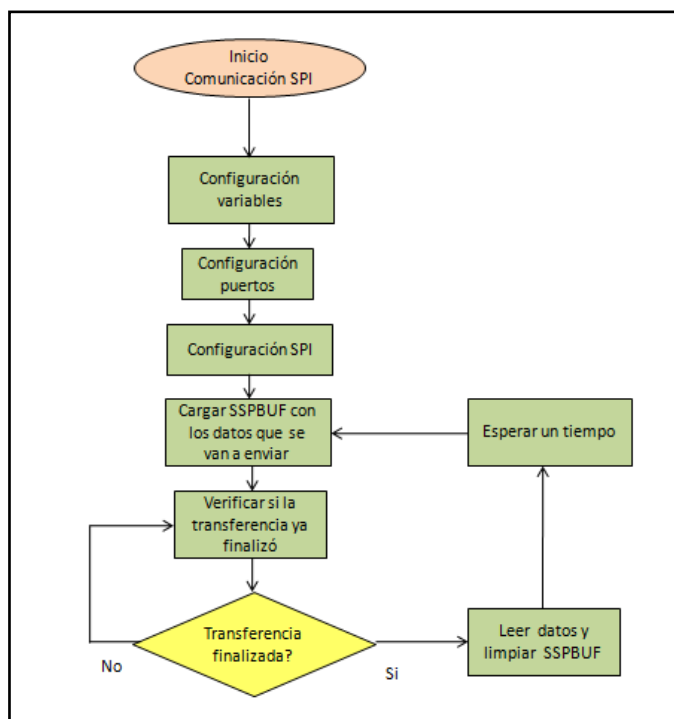 Inicio
Comunicación SPI
Configuración
variables
Configuración
puertos
Configuración SPI
Cargar SSPBUF con
los datos que se
van a enviar
Esperar un tiempo
Verificar si la
transferencia ya
finalizó
Transferencia
finalizada?
Leer datos y
limpiar SSPBUF
No
Si